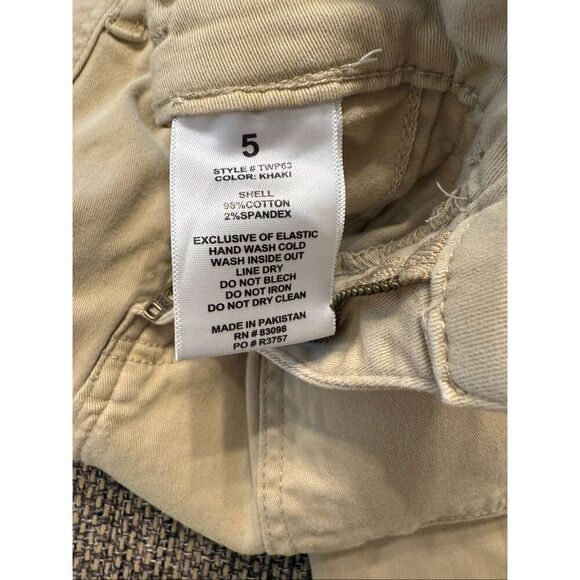 5
STYLE # TWP63
COLOR: KHAKI
SHELL
98%COTTON
2%SPANDEX
EXCLUSIVE OF ELASTIC
HAND WASH COLD
WASH INSIDE OUT
LINE DRY
DO NOT BLECH
DO NOT IRON
DO NOT DRY CLEAN
MADE IN PAKISTAN
RN # 83098
PO # R3757